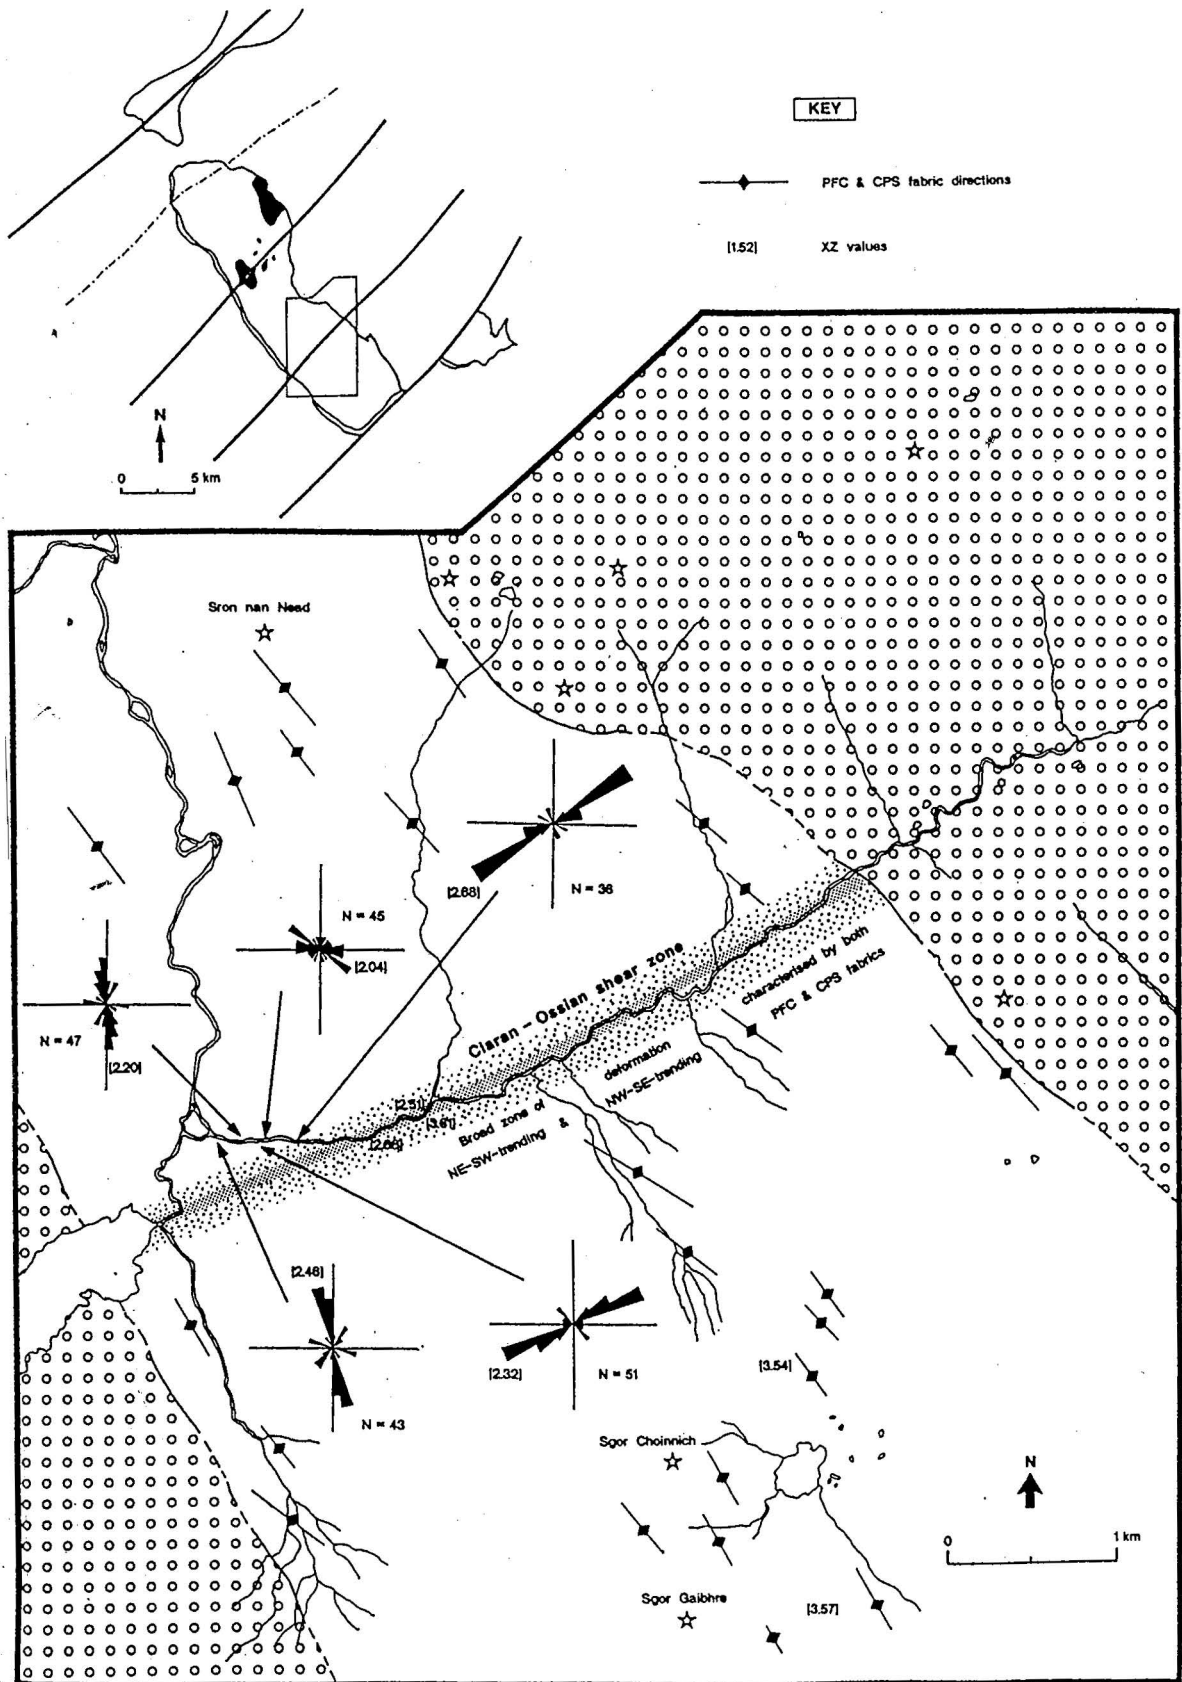 KEY
PFC & CPS fabric directions
[1.52] XZ values
N
0 5 km
Sron nan Nead
[2.68]
N = 36
N = 45
[2.04]
N = 47
[2.20]
Claran - Ossian shear zone
characterised by both
PFC & CPS fabrics
deformation
NW-SE-trending
Broad zone of
NE-SW-trending &
[2.51]
[3.67]
[2.66]
[2.46]
N = 43
[2.32]
N = 51
[3.54]
Sgor Choinnich
N
0 1 km
Sgor Gaibhre
[3.57]